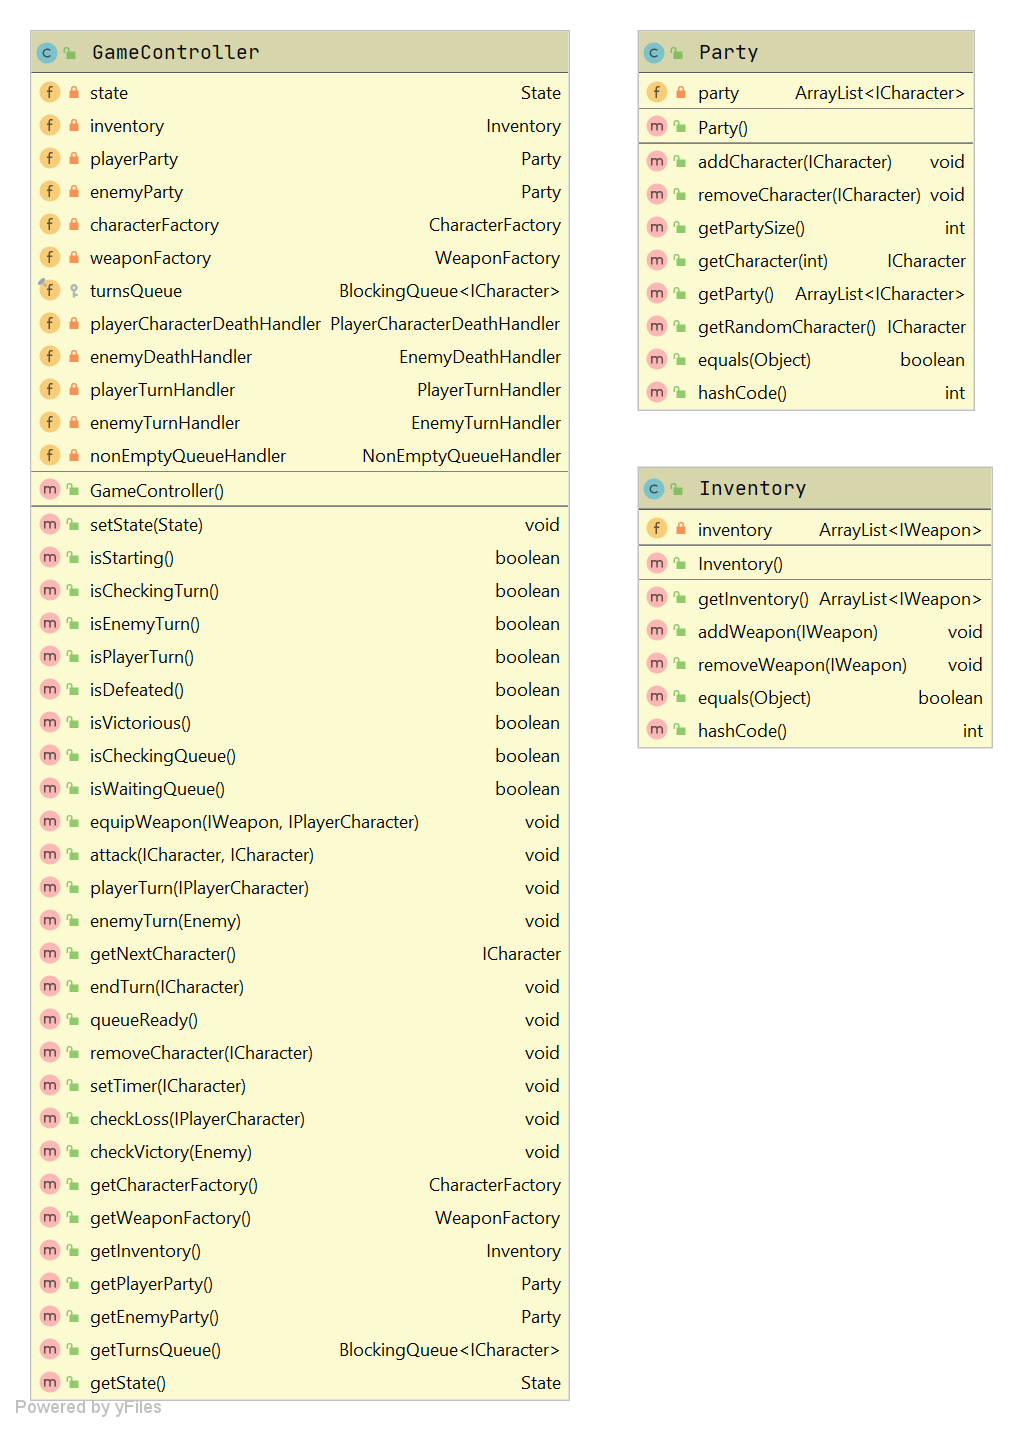 GameController
state State
inventory Inventory
playerParty Party
enemyParty Party
characterFactory CharacterFactory
weaponFactory WeaponFactory
turnsQueue BlockingQueue<ICharacter>
playerCharacterDeathHandler PlayerCharacterDeathHandler
enemyDeathHandler EnemyDeathHandler
playerTurnHandler PlayerTurnHandler
enemyTurnHandler EnemyTurnHandler
nonEmptyQueueHandler NonEmptyQueueHandler
GameController()
setState(State) void
isStarting() boolean
isCheckingTurn() boolean
isEnemyTurn() boolean
isPlayerTurn() boolean
isDefeated() boolean
isVictorious() boolean
isCheckingQueue() boolean
isWaitingQueue() boolean
equipWeapon(IWeapon, IPlayerCharacter) void
attack(ICharacter, ICharacter) void
playerTurn(IPlayerCharacter) void
enemyTurn(Enemy) void
getNextCharacter() ICharacter
endTurn(ICharacter) void
queueReady() void
removeCharacter(ICharacter) void
setTimer(ICharacter) void
checkLoss(IPlayerCharacter) void
checkVictory(Enemy) void
getCharacterFactory() CharacterFactory
getWeaponFactory() WeaponFactory
getInventory() Inventory
getPlayerParty() Party
getEnemyParty() Party
getTurnsQueue() BlockingQueue<ICharacter>
getState() State
Party
party ArrayList<ICharacter>
Party()
addCharacter(ICharacter) void
removeCharacter(ICharacter) void
getPartySize() int
getCharacter(int) ICharacter
getParty() ArrayList<ICharacter>
getRandomCharacter() ICharacter
equals(Object) boolean
hashCode() int
Inventory
inventory ArrayList<IWeapon>
Inventory()
getInventory() ArrayList<IWeapon>
addWeapon(IWeapon) void
removeWeapon(IWeapon) void
equals(Object) boolean
hashCode() int
Powered by yFiles